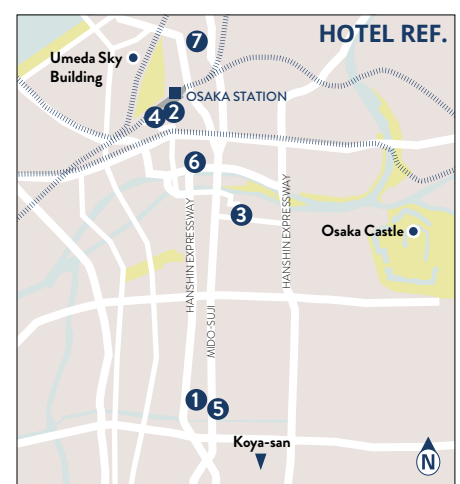 HOTEL REF.
7
Umeda Sky
Building
OSAKA STATION
4
2
6
HANSHIN EXPRESSWAY
HANSHIN EXPRESSWAY
3
Osaka Castle
MIDO-SUJI
1
5
Koya-san
N